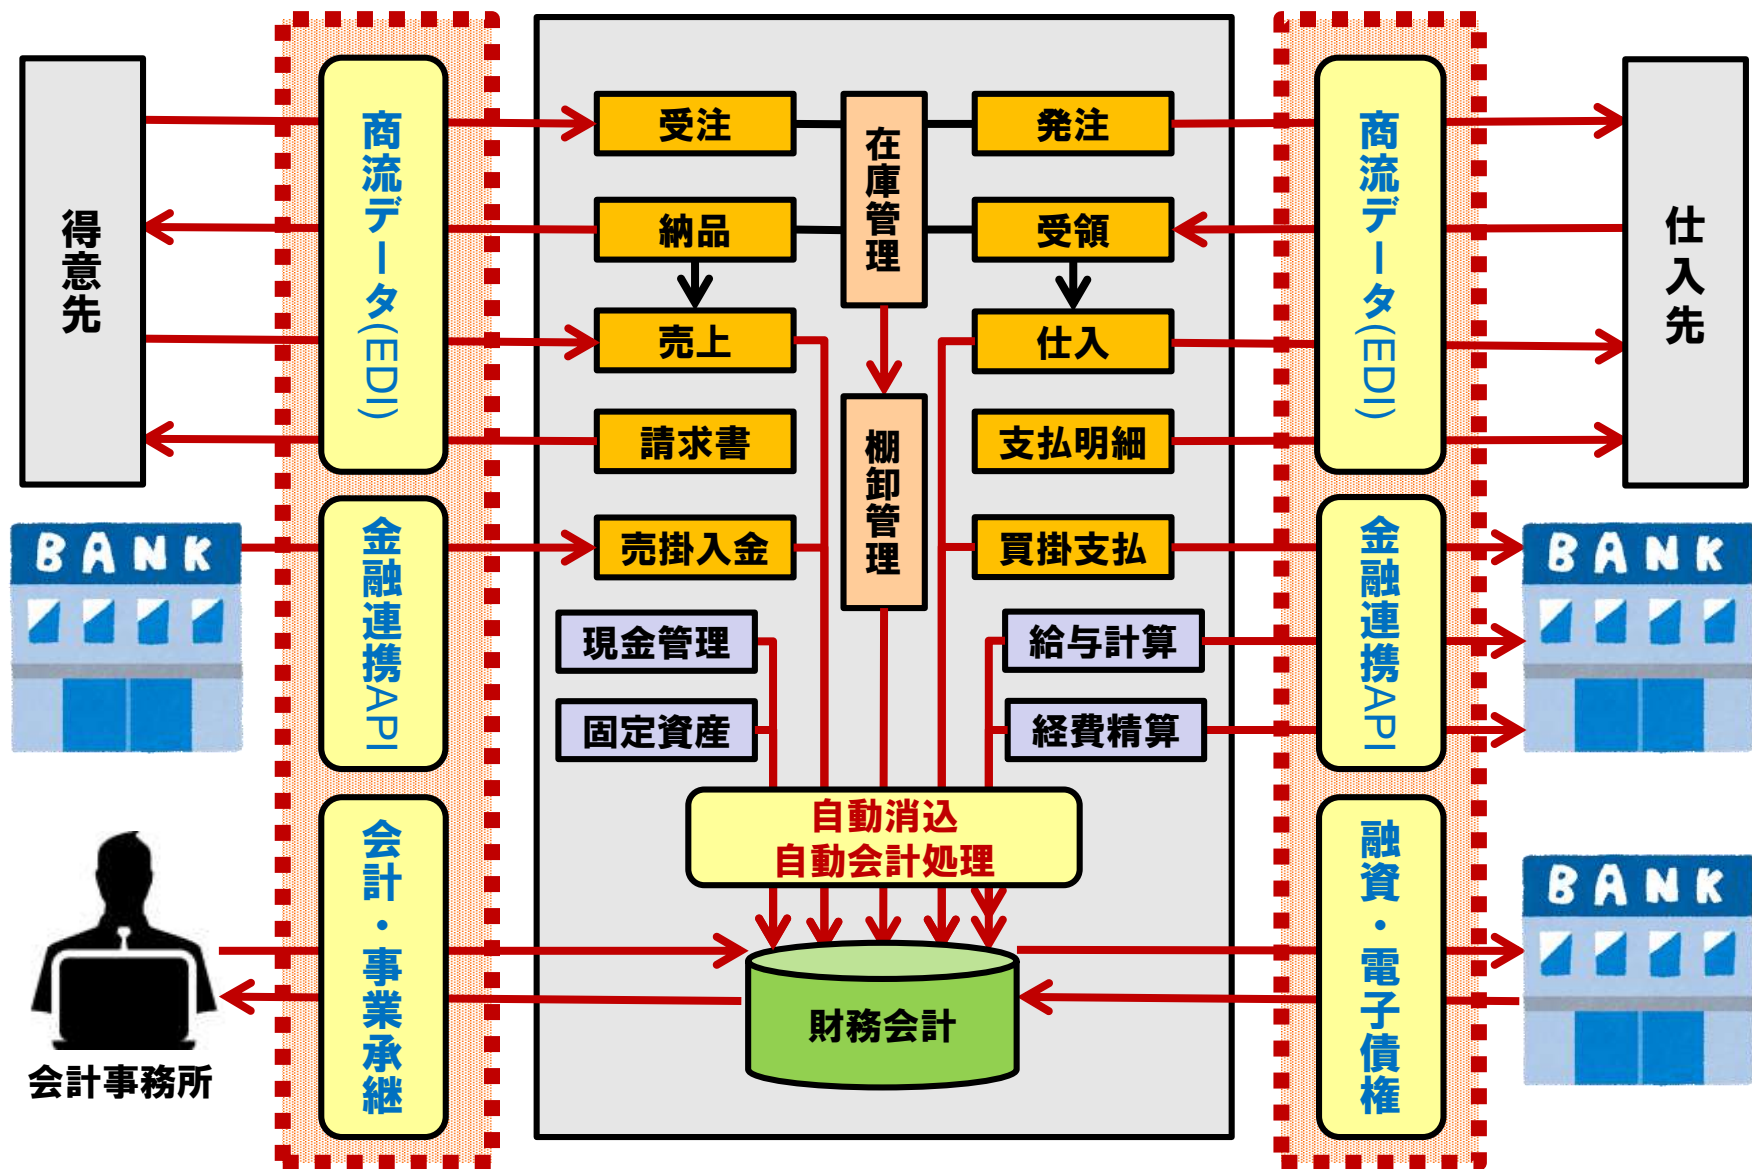 得意先
商流データ(EDI)
受注
在庫管理
発注
商流データ(EDI)
仕入先
納品
受領
売上
仕入
請求書
棚卸管理
支払明細
BANK
金融連携API
売掛入金
買掛支払
金融連携API
BANK
現金管理
給与計算
固定資産
経費精算
自動消込
自動会計処理
会計・事業承継
融資・電子債権
BANK
財務会計
会計事務所